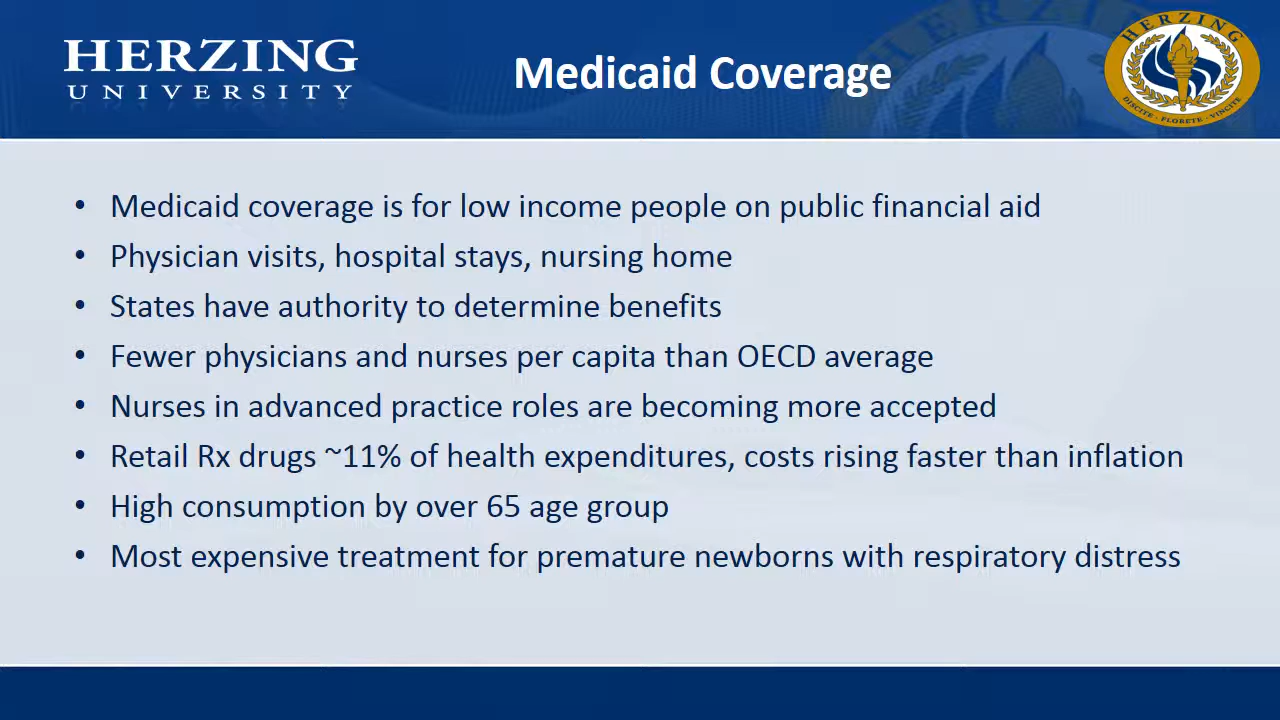 HERZING
UNIVERSITY
Medicaid Coverage
HERZING
DISCITE · FLORETE · VINCITE
• Medicaid coverage is for low income people on public financial aid
• Physician visits, hospital stays, nursing home
• States have authority to determine benefits
• Fewer physicians and nurses per capita than OECD average
• Nurses in advanced practice roles are becoming more accepted
• Retail Rx drugs ~11% of health expenditures, costs rising faster than inflation
• High consumption by over 65 age group
• Most expensive treatment for premature newborns with respiratory distress